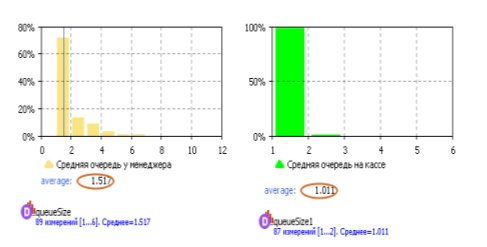 80%
60%
40%
20%
0%
0 2 4 6 8 10 12
Средняя очередь у менеджера
average: 1.517
queueSize
89 измерений [1...6]. Среднее=1.517
100%
50%
0%
1 2 3 4 5 6
Средняя очередь на кассе
average: 1.011
queueSize1
87 измерений [1...2]. Среднее=1.011